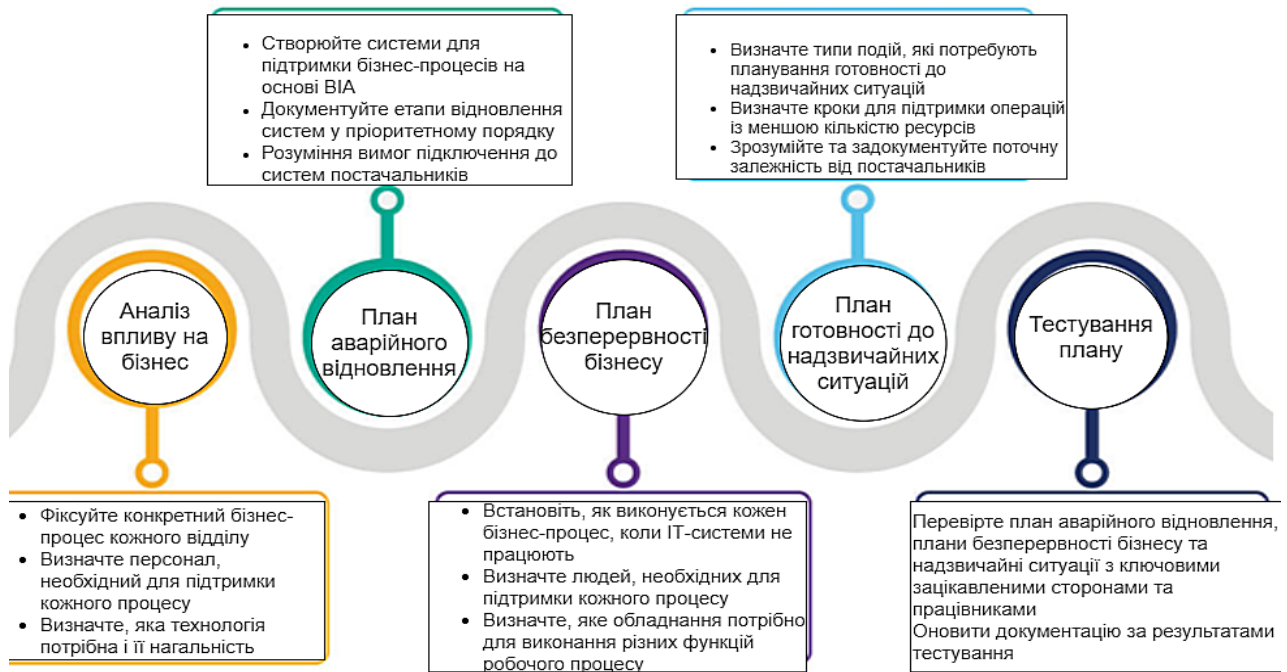 • Створюйте системи для
підтримки бізнес-процесів на
основі BIA
• Документуйте етапи відновлення
систем у пріоритетному порядку
• Розуміння вимог підключення до
систем постачальників
• Визначте типи подій, які потребують
планування готовності до
надзвичайних ситуацій
• Визначте кроки для підтримки операцій
із меншою кількістю ресурсів
• Зрозумійте та задокументуйте поточну
залежність від постачальників
Аналіз
впливу на
бізнес
План
аварійного
відновлення
План
безперервності
бізнесу
План
готовності до
надзвичайних
ситуацій
Тестування
плану
• Фіксуйте конкретний бізнес-
процес кожного відділу
• Визначте персонал,
необхідний для підтримки
кожного процесу
• Визначте, яка технологія
потрібна і її нагальність
• Встановіть, як виконується кожен
бізнес-процес, коли ІТ-системи не
працюють
• Визначте людей, необхідних для
підтримки кожного процесу
• Визначте, яке обладнання потрібно
для виконання різних функцій
робочого процесу
Перевірте план аварійного відновлення,
плани безперервності бізнесу та
надзвичайні ситуації з ключовими
зацікавленими сторонами та
працівниками
Оновити документацію за результатами
тестування